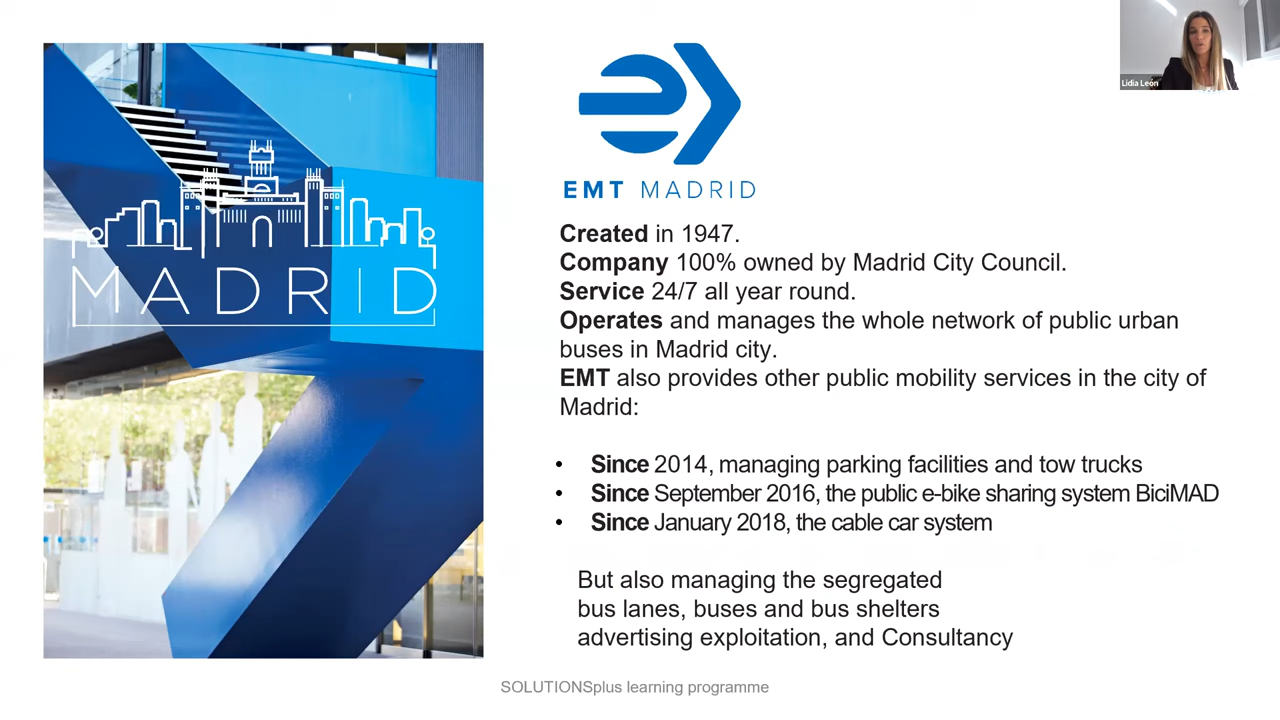 Lidia León
MADRID
EMT MADRID
Created in 1947.
Company 100% owned by Madrid City Council.
Service 24/7 all year round.
Operates and manages the whole network of public urban
buses in Madrid city.
EMT also provides other public mobility services in the city of
Madrid:
• Since 2014, managing parking facilities and tow trucks
• Since September 2016, the public e-bike sharing system BiciMAD
• Since January 2018, the cable car system
But also managing the segregated
bus lanes, buses and bus shelters
advertising exploitation, and Consultancy
SOLUTIONSplus learning programme